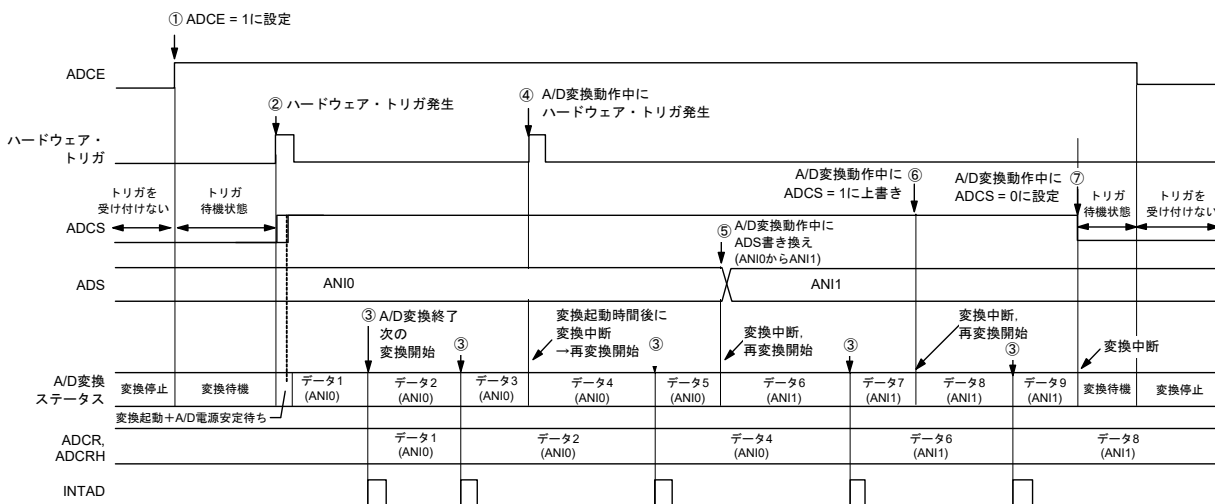 ① ADCE = 1に設定
ADCE
② ハードウェア・トリガ発生
④ A/D変換動作中に
ハードウェア・トリガ発生
ハードウェア・
トリガ
トリガを
受け付けない
トリガ
待機状態
A/D変換動作中に ⑥
ADCS = 1に上書き
A/D変換動作中に ⑦
ADCS = 0に設定
トリガ
待機状態
トリガを
受け付けない
ADCS
⑤ A/D変換動作中に
ADS書き換え
(ANI0からANI1)
ADS
ANI0
ANI1
③ A/D変換終了
次の
変換開始
③
変換起動時間後に
変換中断
→再変換開始
③
変換中断,
再変換開始
③
変換中断,
再変換開始
③
変換中断
A/D変換
ステータス
変換停止
変換待機
データ1
(ANI0)
データ2
(ANI0)
データ3
(ANI0)
データ4
(ANI0)
データ5
(ANI0)
データ6
(ANI1)
データ7
(ANI1)
データ8
(ANI1)
データ9
(ANI1)
変換待機
変換停止
変換起動+A/D電源安定待ち
ADCR,
ADCRH
データ1
(ANI0)
データ2
(ANI0)
データ4
(ANI0)
データ6
(ANI1)
データ8
(ANI1)
INTAD